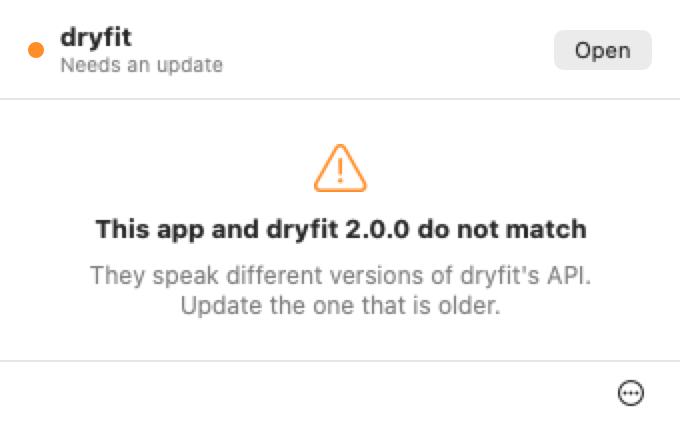 dryfit
Needs an update
Open
This app and dryfit 2.0.0 do not match
They speak different versions of dryfit's API.
Update the one that is older.